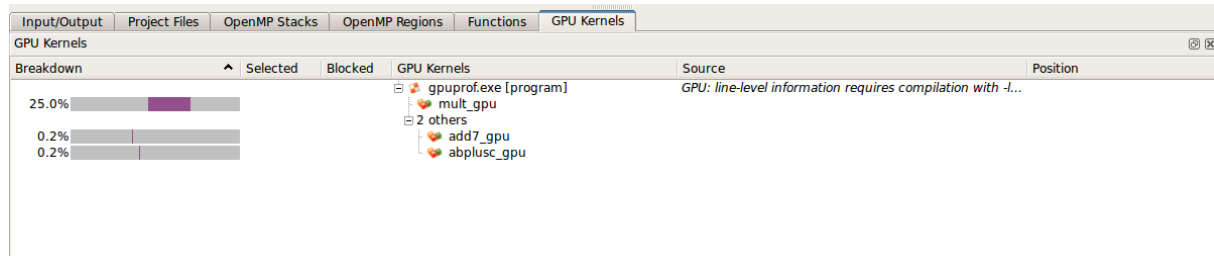 Input/Output Project Files OpenMP Stacks OpenMP Regions Functions GPU Kernels
GPU Kernels
Breakdown Selected Blocked GPU Kernels Source Position
gpuprof.exe [program] GPU: line-level information requires compilation with -l...
25.0% mult_gpu
2 others
0.2% add7_gpu
0.2% abplusc_gpu